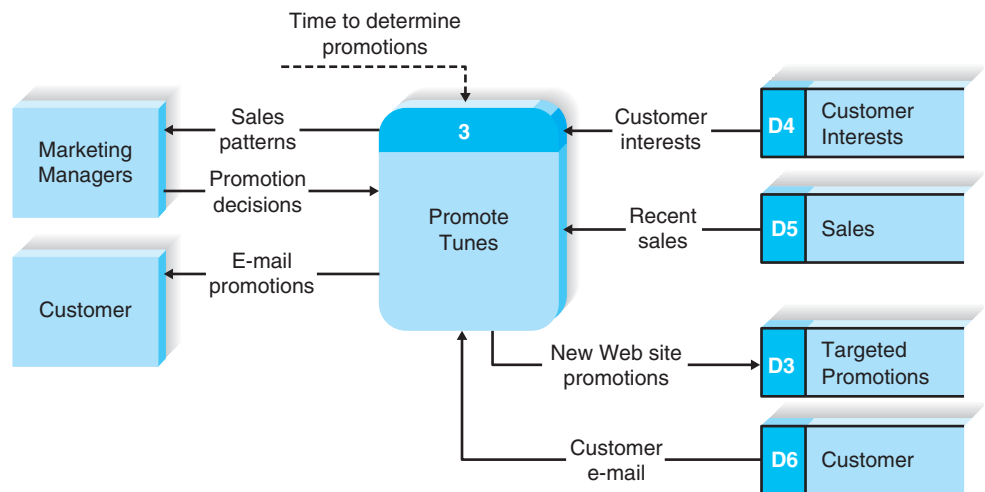 Time to determine
promotions
Marketing
Managers
Sales
patterns
Promotion
decisions
3
Promote
Tunes
Customer
interests
D4
Customer
Interests
Recent
sales
D5
Sales
Customer
E-mail
promotions
New Web site
promotions
D3
Targeted
Promotions
Customer
e-mail
D6
Customer